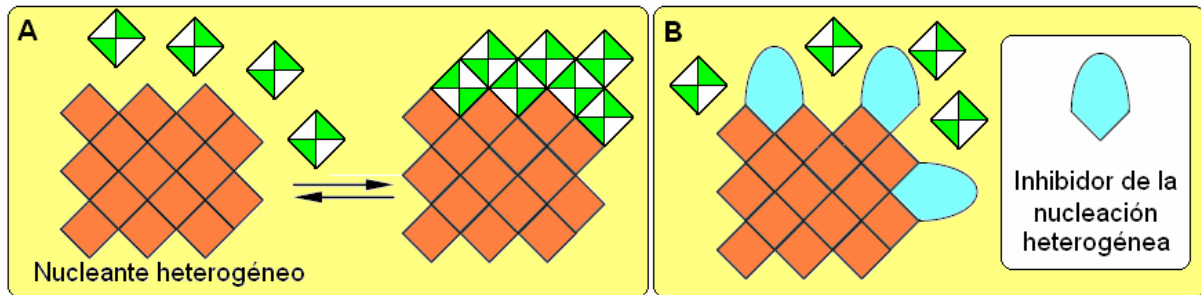 A
Nucleante heterogéneo
B
Inhibidor de la
nucleación
heterogénea